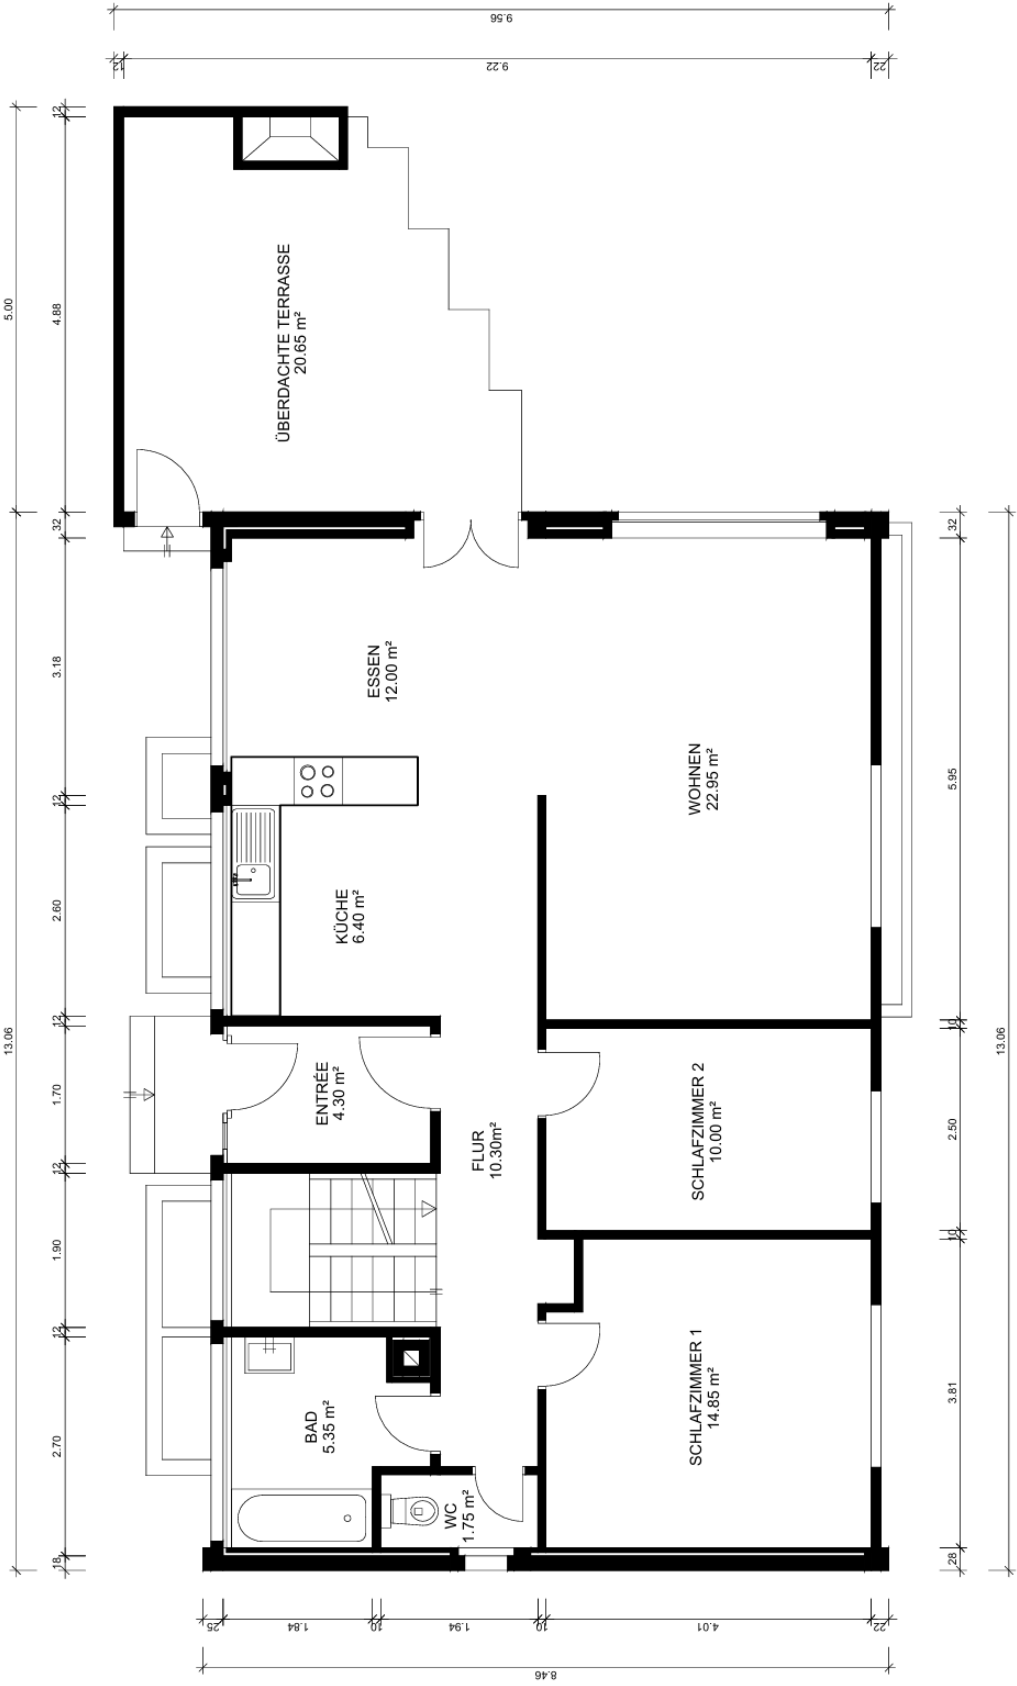 9.56
12
9.22
22
12
5.00
4.88
ÜBERDACHTE TERRASSE
20.65 m²
32
32
3.18
ESSEN
12.00 m²
WOHNEN
22.95 m²
5.95
12
2.60
KÜCHE
6.40 m²
12
10
13.06
13.06
1.70
ENTRÉE
4.30 m²
FLUR
10.30m²
SCHLAFZIMMER 2
10.00 m²
2.50
12
1.90
10
12
SCHLAFZIMMER 1
14.85 m²
3.81
2.70
BAD
5.35 m²
WC
1.75 m²
18
28
25
1.84
10
1.94
10
4.01
22
8.46